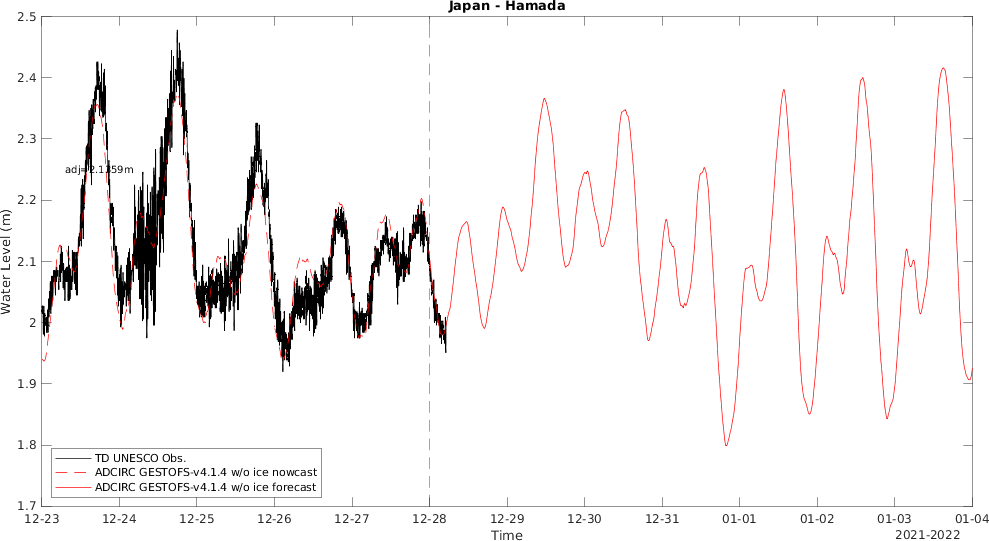 Japan - Hamada
2.5
2.4
2.3
2.2
2.1
2
1.9
1.8
1.7
Water Level (m)
adj=2.1359m
TD UNESCO Obs.
ADCIRC GESTOFS-v4.1.4 w/o ice nowcast
ADCIRC GESTOFS-v4.1.4 w/o ice forecast
12-23 12-24 12-25 12-26 12-27 12-28 12-29 12-30 12-31 01-01 01-02 01-03 01-04
Time
2021-2022